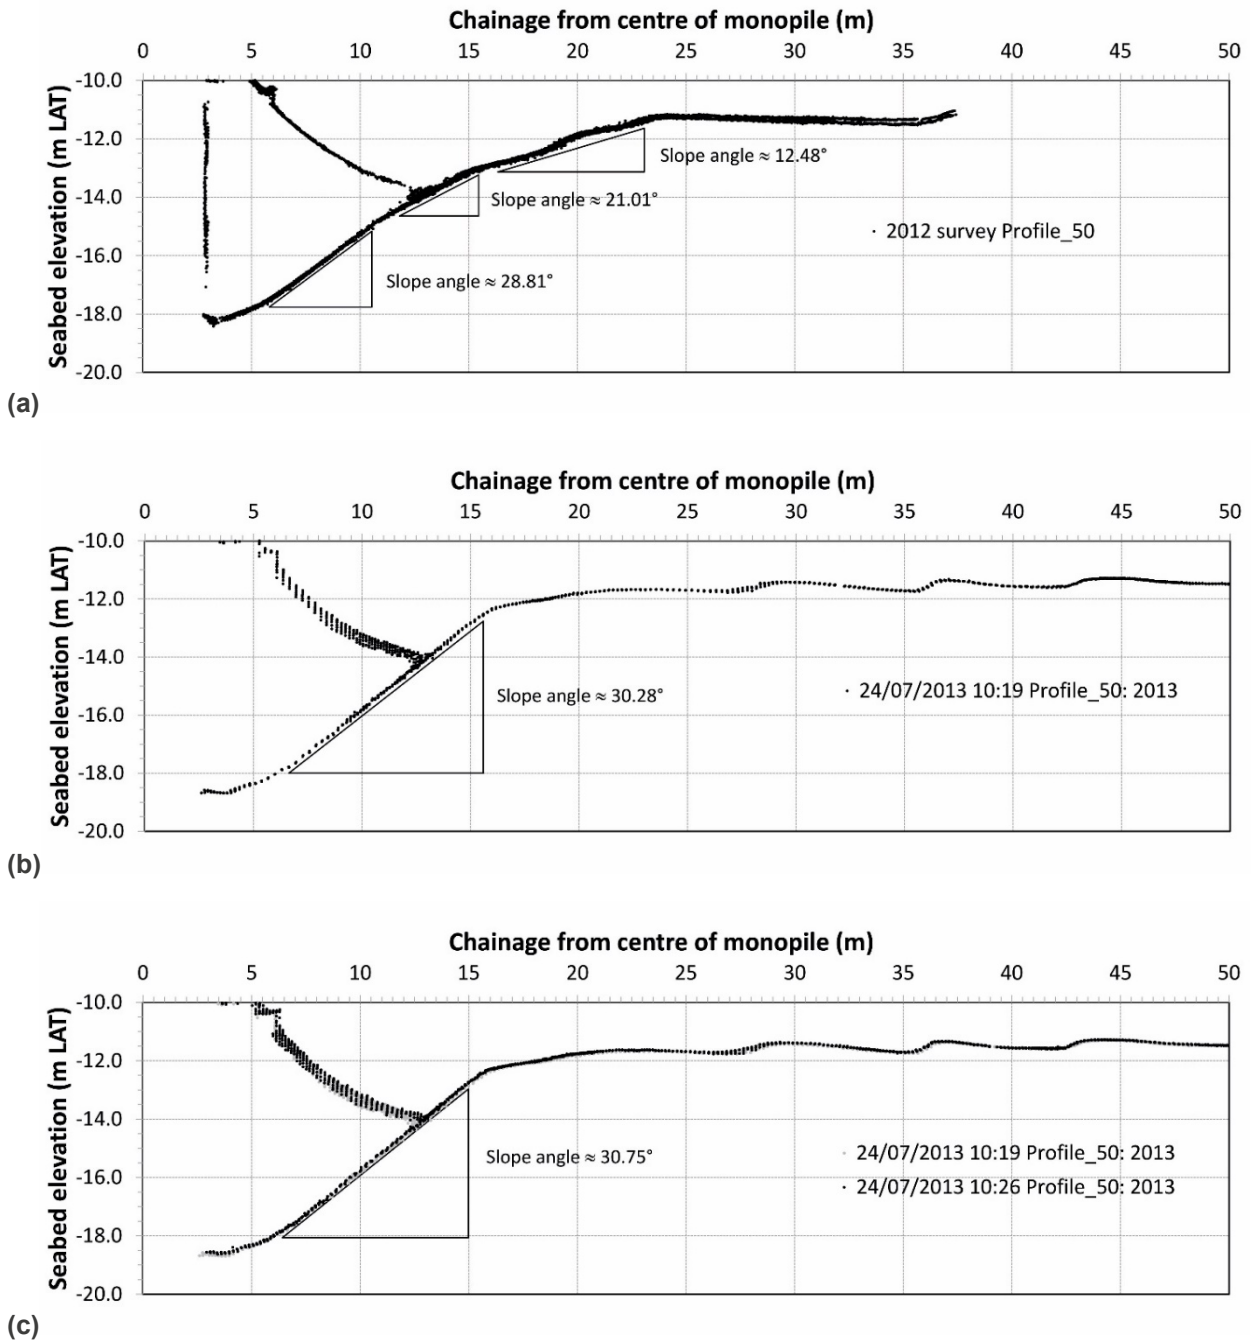 Chainage from centre of monopile (m)
0 5 10 15 20 25 30 35 40 45 50
Seabed elevation (m LAT)
-10.0
-12.0
-14.0
-16.0
-18.0
-20.0
Slope angle ≈ 12.48°
Slope angle ≈ 21.01°
Slope angle ≈ 28.81°
· 2012 survey Profile_50
(a)
Chainage from centre of monopile (m)
0 5 10 15 20 25 30 35 40 45 50
Seabed elevation (m LAT)
-10.0
-12.0
-14.0
-16.0
-18.0
-20.0
Slope angle ≈ 30.28°
· 24/07/2013 10:19 Profile_50: 2013
(b)
Chainage from centre of monopile (m)
0 5 10 15 20 25 30 35 40 45 50
Seabed elevation (m LAT)
-10.0
-12.0
-14.0
-16.0
-18.0
-20.0
Slope angle ≈ 30.75°
· 24/07/2013 10:19 Profile_50: 2013
· 24/07/2013 10:26 Profile_50: 2013
(c)